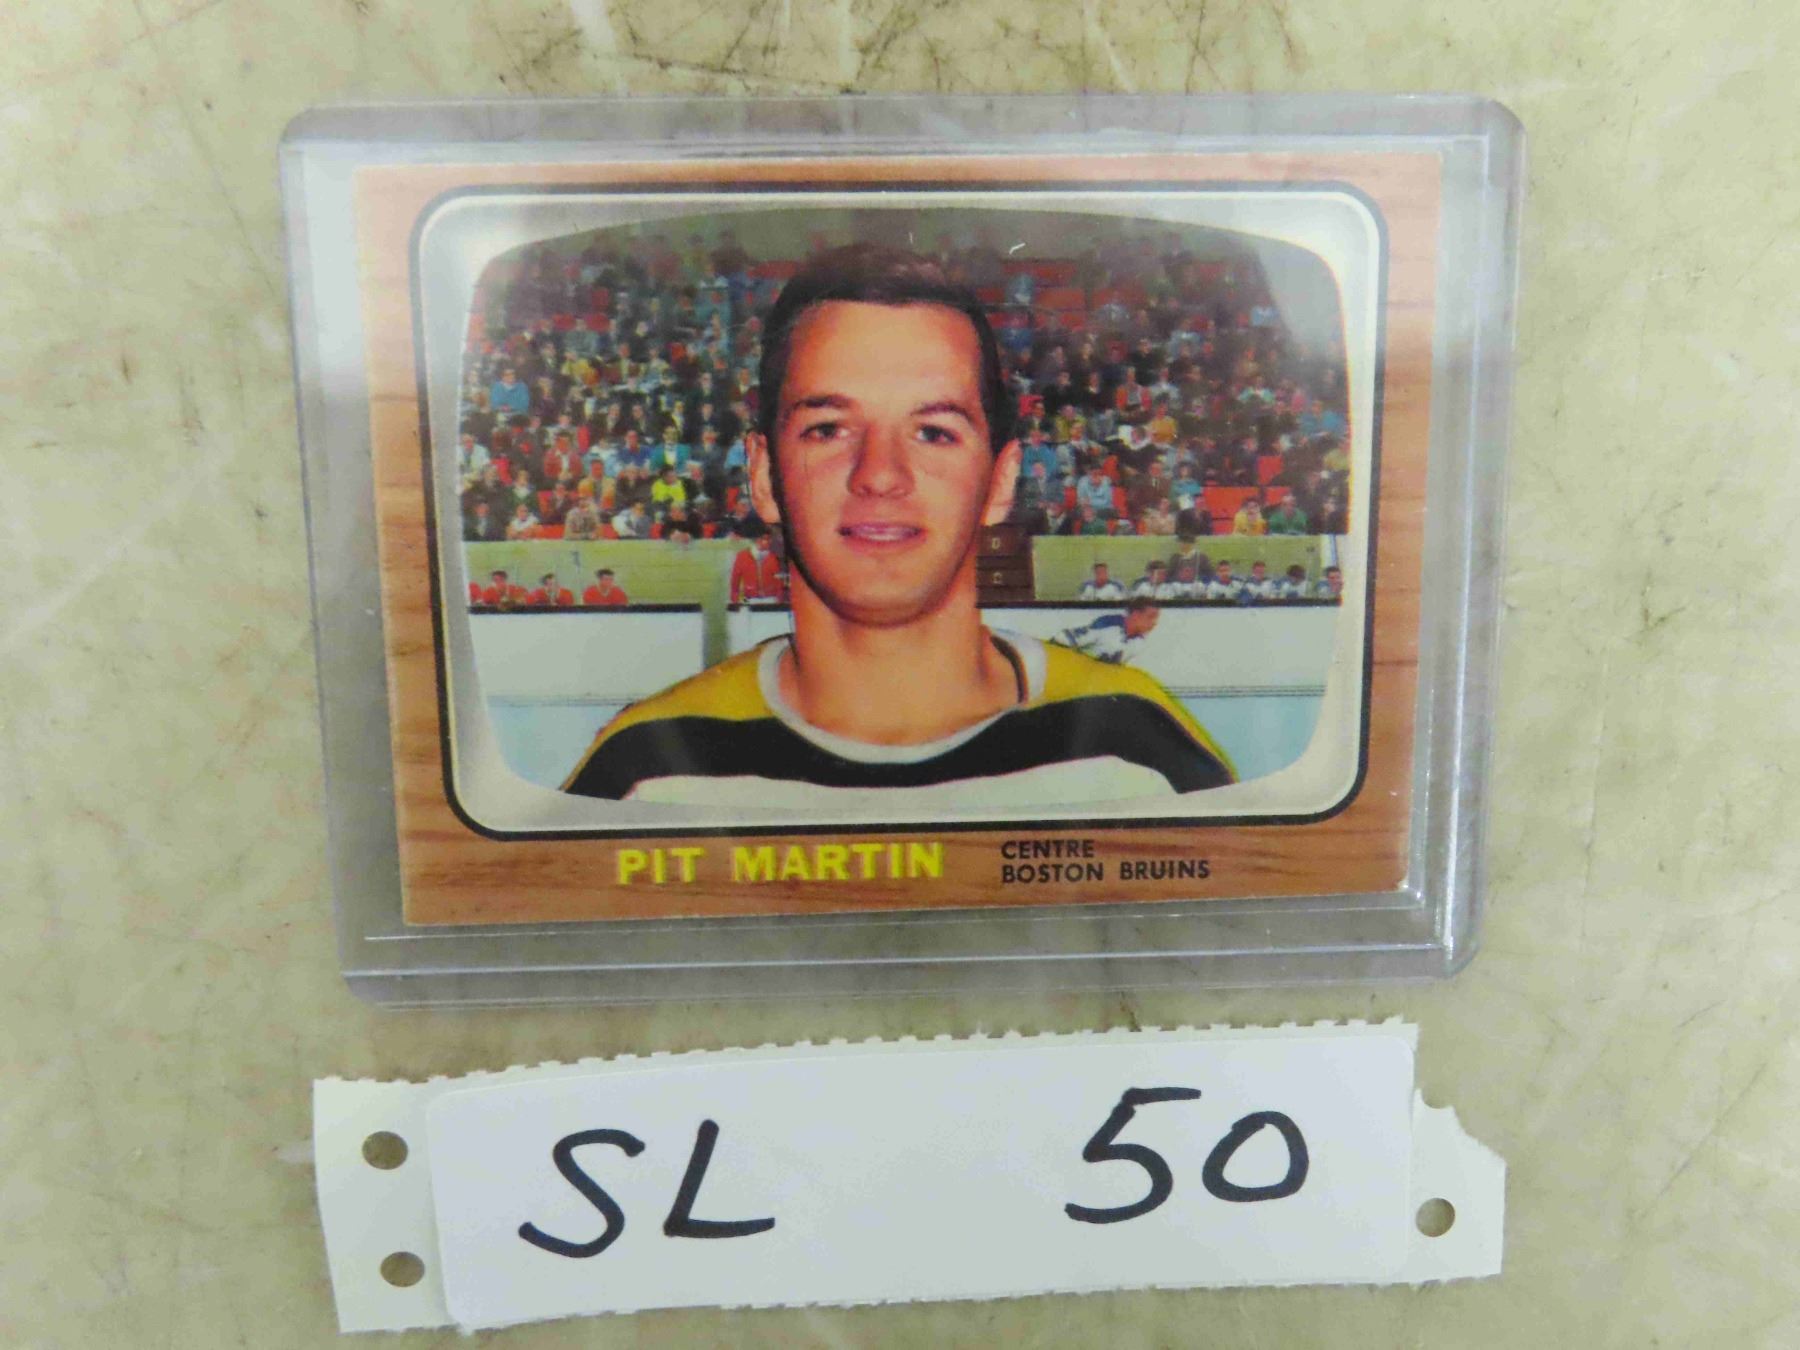 PIT MARTIN
CENTRE
BOSTON BRUINS
SL 50